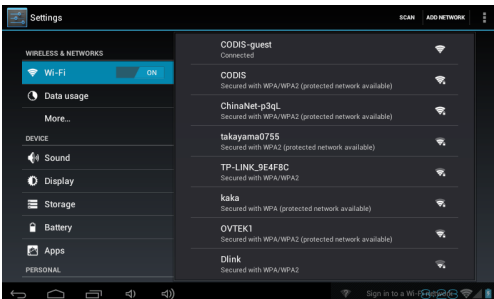 Settings
SCAN
ADD NETWORK
WIRELESS & NETWORKS
Wi-Fi
ON
Data usage
More...
DEVICE
Sound
Display
Storage
Battery
Apps
PERSONAL
CODIS-guest
Connected
CODIS
Secured with WPA/WPA2 (protected network available)
ChinaNet-p3qL
Secured with WPA/WPA2 (protected network available)
takayama0755
Secured with WPA2 (protected network available)
TP-LINK_9E4F8C
Secured with WPA/WPA2
kaka
Secured with WPA (protected network available)
OVTEK1
Secured with WPA/WPA2 (protected network available)
Dlink
Secured with WPA/WPA2
Sign in to a Wi-Fi network